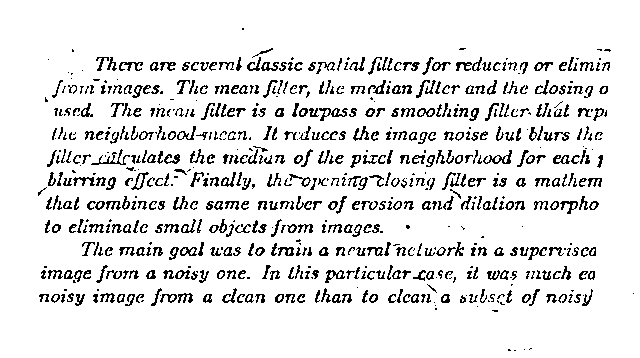 There are several classic spatial filters for reducing or elimin
from images. The mean filter, the median filter and the closing o
used. The mean filter is a lowpass or smoothing filter that repl
the neighborhood mean. It reduces the image noise but blurs the
filter calculates the median of the pixel neighborhood for each p
blurring effect. Finally, the opening closing filter is a mathem
that combines the same number of erosion and dilation morpho
to eliminate small objects from images.
The main goal was to train a neural network in a supervised
image from a noisy one. In this particular case, it was much ea
noisy image from a clean one than to clean a subset of noisy